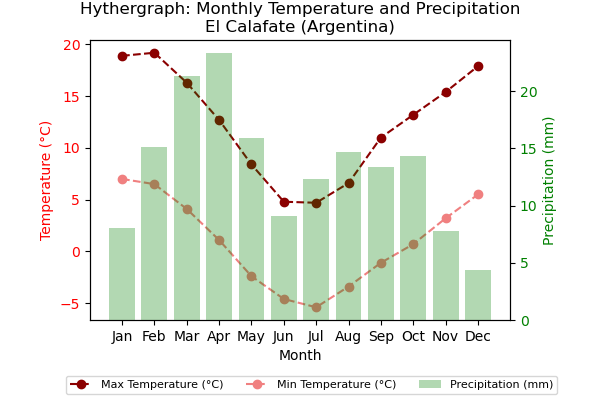 Hythergraph: Monthly Temperature and Precipitation
El Calafate (Argentina)
20
15
10
5
0
−5
Temperature (°C)
20
15
10
5
0
Precipitation (mm)
Jan Feb Mar Apr May Jun Jul Aug Sep Oct Nov Dec
Month
Max Temperature (°C) Min Temperature (°C) Precipitation (mm)